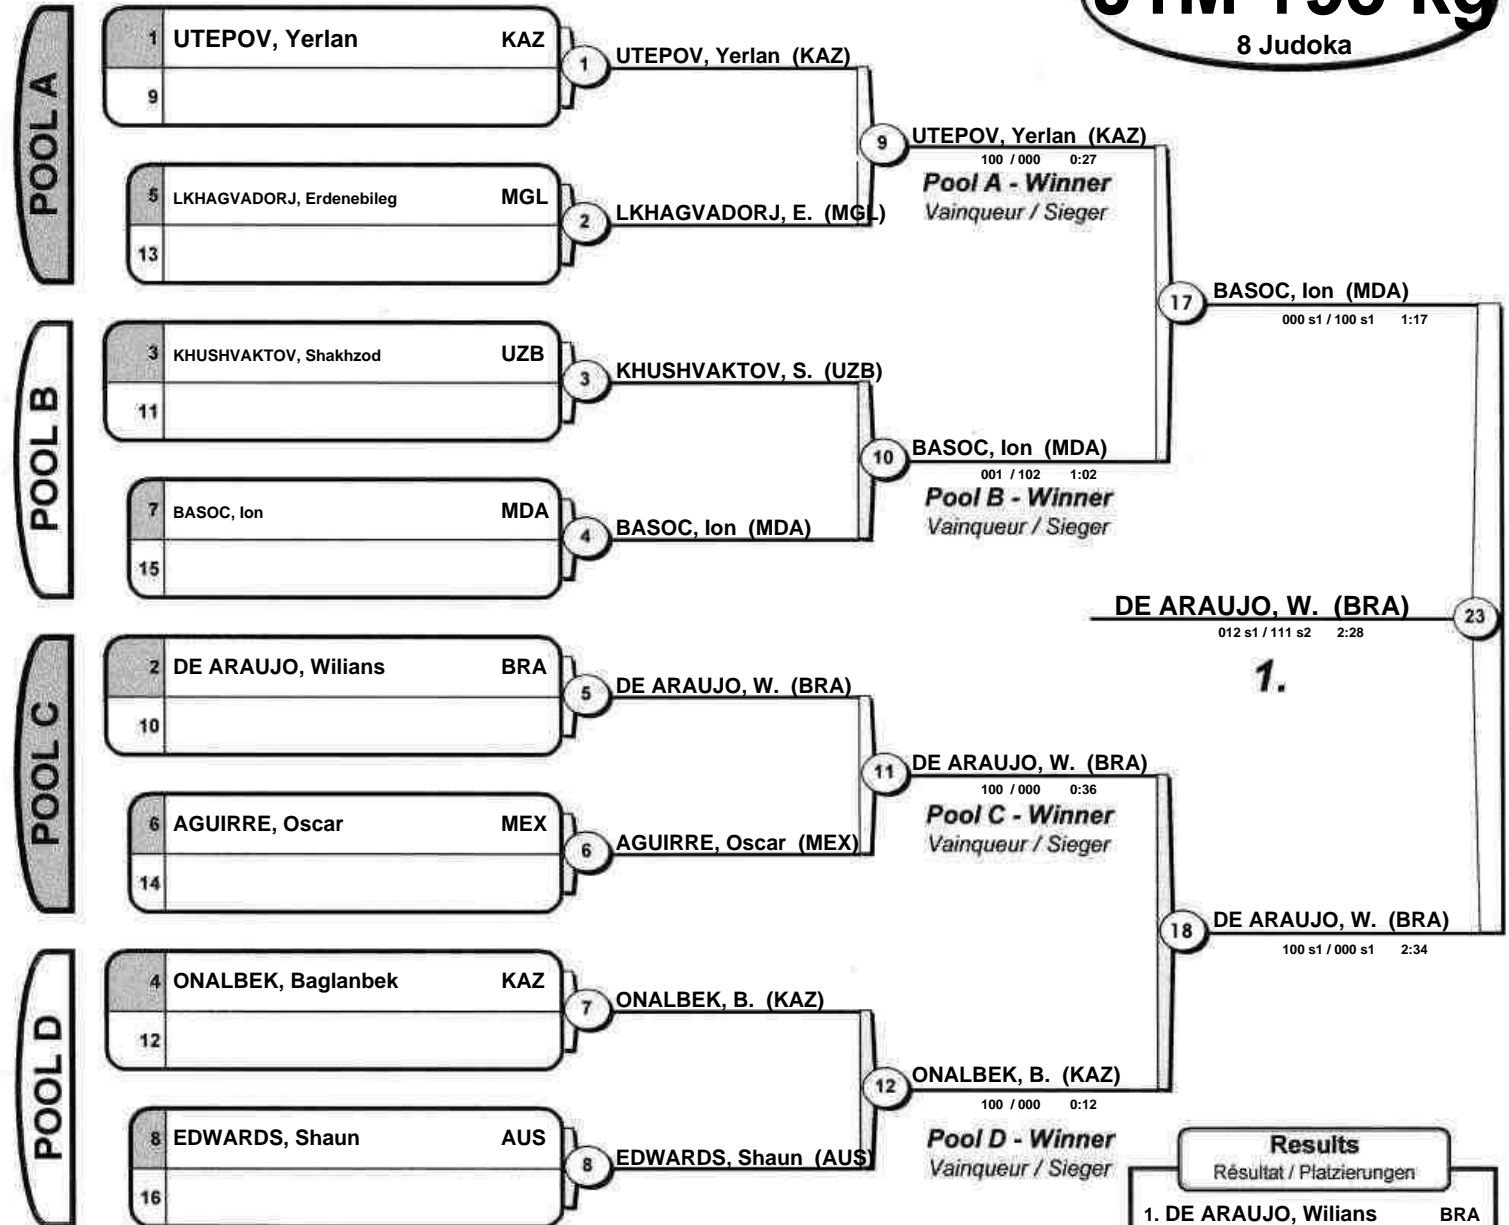 8 Judoka
POOL A
1 UTEPOV, Yerlan KAZ
9
5 LKHAGVADORJ, Erdenebileg MGL
13
1 UTEPOV, Yerlan (KAZ)
2 LKHAGVADORJ, E. (MGL)
9 UTEPOV, Yerlan (KAZ)
100 / 000 0:27
Pool A - Winner
Vainqueur / Sieger
POOL B
3 KHUSHVAKTOV, Shakhzod UZB
11
7 BASOC, Ion MDA
15
3 KHUSHVAKTOV, S. (UZB)
4 BASOC, Ion (MDA)
10 BASOC, Ion (MDA)
001 / 102 1:02
Pool B - Winner
Vainqueur / Sieger
17 BASOC, Ion (MDA)
000 s1 / 100 s1 1:17
POOL C
2 DE ARAUJO, Wilians BRA
10
6 AGUIRRE, Oscar MEX
14
5 DE ARAUJO, W. (BRA)
6 AGUIRRE, Oscar (MEX)
11 DE ARAUJO, W. (BRA)
100 / 000 0:36
Pool C - Winner
Vainqueur / Sieger
POOL D
4 ONALBEK, Baglanbek KAZ
12
8 EDWARDS, Shaun AUS
16
7 ONALBEK, B. (KAZ)
8 EDWARDS, Shaun (AUS)
12 ONALBEK, B. (KAZ)
100 / 000 0:12
Pool D - Winner
Vainqueur / Sieger
18 DE ARAUJO, W. (BRA)
100 s1 / 000 s1 2:34
DE ARAUJO, W. (BRA) 23
012 s1 / 111 s2 2:28
1.
Results
Résultat / Platzierungen
1. DE ARAUJO, Wilians BRA